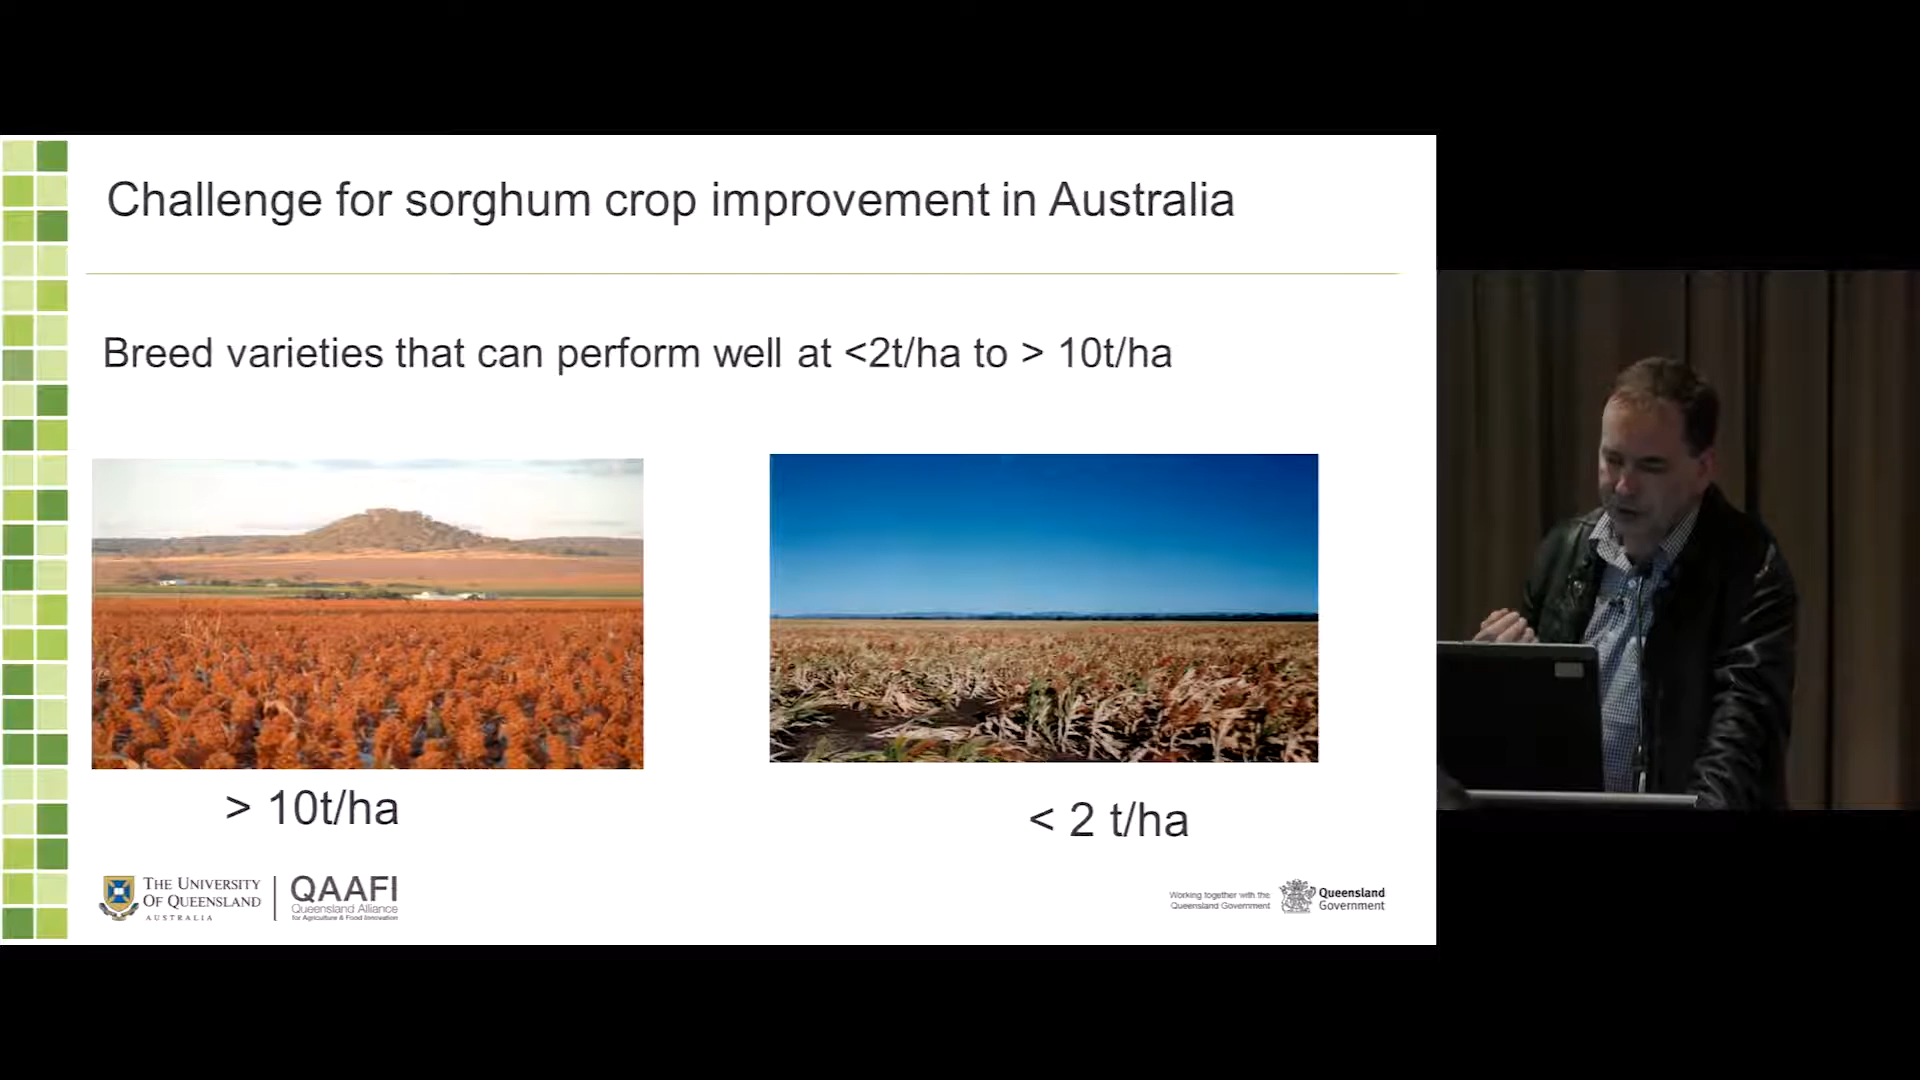 Challenge for sorghum crop improvement in Australia
Breed varieties that can perform well at <2t/ha to > 10t/ha
> 10t/ha
< 2 t/ha
THE UNIVERSITY
OF QUEENSLAND
AUSTRALIA
QAAFI
Queensland Alliance
for Agriculture & Food Innovation
Working together with the
Queensland Government
Queensland
Government